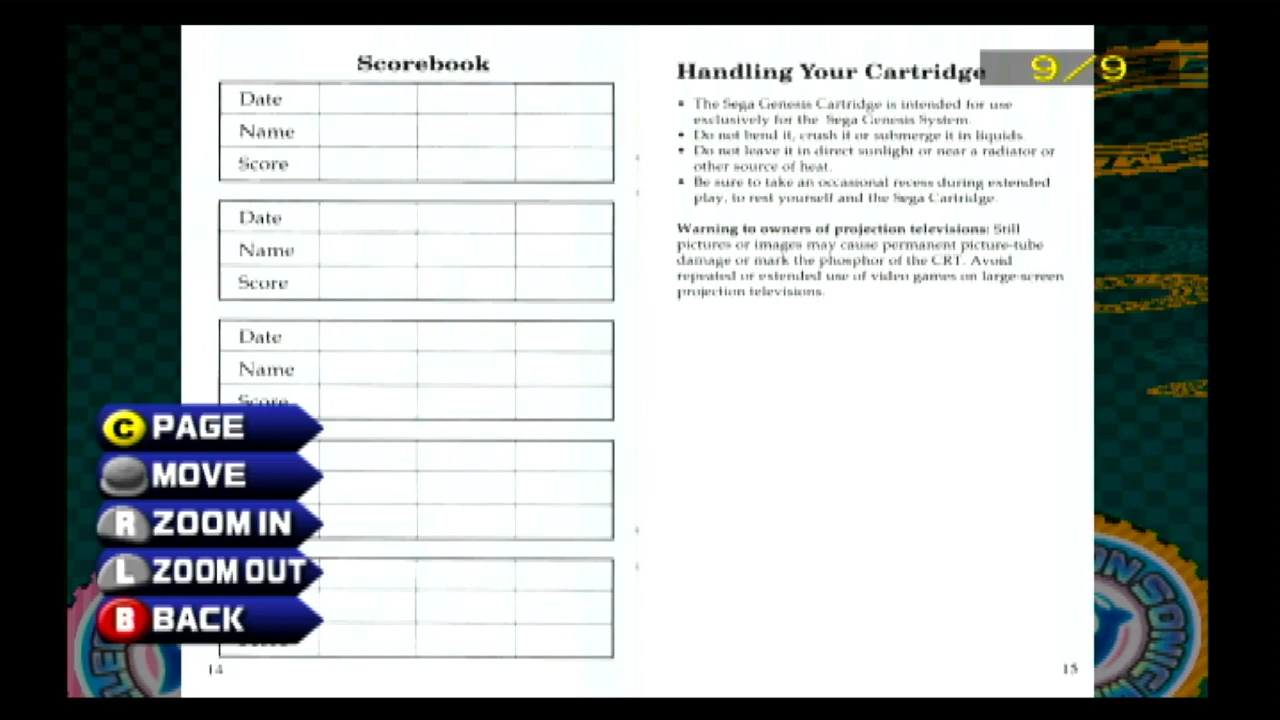 Scorebook
Date
Name
Score
Date
Name
Score
Date
Name
Score
14
Handling Your Cartridge
9/9
• The Sega Genesis Cartridge is intended for use
exclusively for the Sega Genesis System.
• Do not bend it, crush it or submerge it in liquids.
• Do not leave it in direct sunlight or near a radiator or
other source of heat.
• Be sure to take an occasional recess during extended
play, to rest yourself and the Sega Cartridge.
Warning to owners of projection televisions: Still
pictures or images may cause permanent picture-tube
damage or mark the phosphor of the CRT. Avoid
repeated or extended use of video games on large-screen
projection televisions.
15
C PAGE
MOVE
R ZOOM IN
L ZOOM OUT
B BACK
SONIC